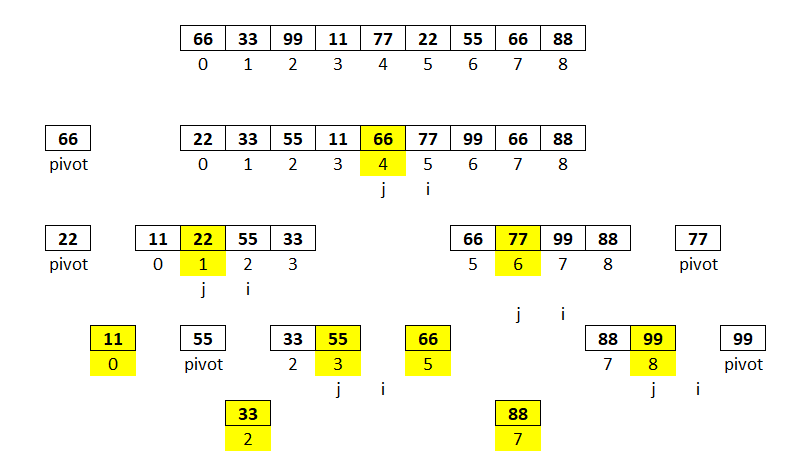 66 33 99 11 77 22 55 66 88
0 1 2 3 4 5 6 7 8
66 22 33 55 11 66 77 99 66 88
pivot 0 1 2 3 4 5 6 7 8
j i
22 11 22 55 33 66 77 99 88 77
pivot 0 1 2 3 5 6 7 8 pivot
j i
j i
11 55 33 55 66 88 99 99
0 pivot 2 3 5 7 8 pivot
j i j i
33 88
2 7